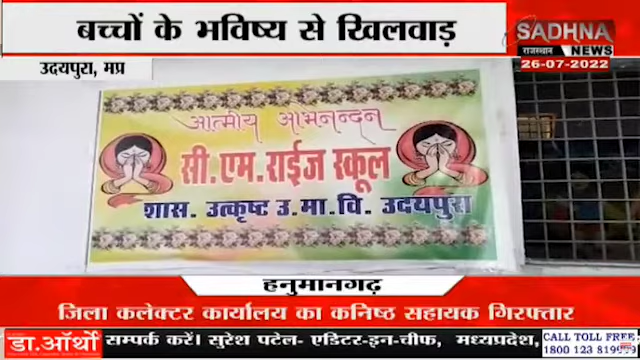 बच्चों के भविष्य से खिलवाड़
उदयपुरा, मप्र
SADHNA
राजस्थान NEWS
26-07-2022
आत्मीय अभिनन्दन
सी.एम.राईज स्कूल
शास. उत्कृष्ट उ.मा.वि. उदयपुरा
हनुमानगढ़
जिला कलेक्टर कार्यालय का कनिष्ठ सहायक गिरफ्तार
डा.ऑर्थो
सम्पर्क करें। सुरेश पटेल- एडिटर-इन-चीफ, मध्यप्रदेश,
CALL TOLL FREE
1800 123 819